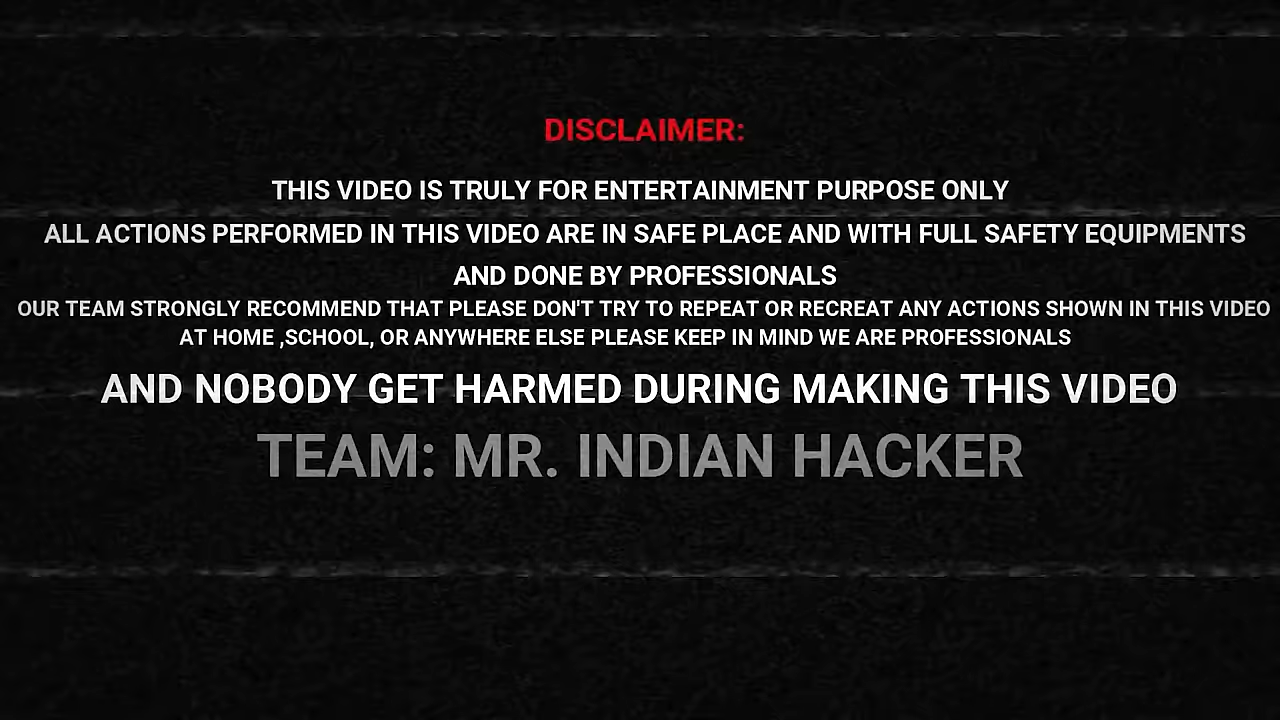 DISCLAIMER:
THIS VIDEO IS TRULY FOR ENTERTAINMENT PURPOSE ONLY
ALL ACTIONS PERFORMED IN THIS VIDEO ARE IN SAFE PLACE AND WITH FULL SAFETY EQUIPMENTS
AND DONE BY PROFESSIONALS
OUR TEAM STRONGLY RECOMMEND THAT PLEASE DON'T TRY TO REPEAT OR RECREAT ANY ACTIONS SHOWN IN THIS VIDEO
AT HOME ,SCHOOL, OR ANYWHERE ELSE PLEASE KEEP IN MIND WE ARE PROFESSIONALS
AND NOBODY GET HARMED DURING MAKING THIS VIDEO
TEAM: MR. INDIAN HACKER